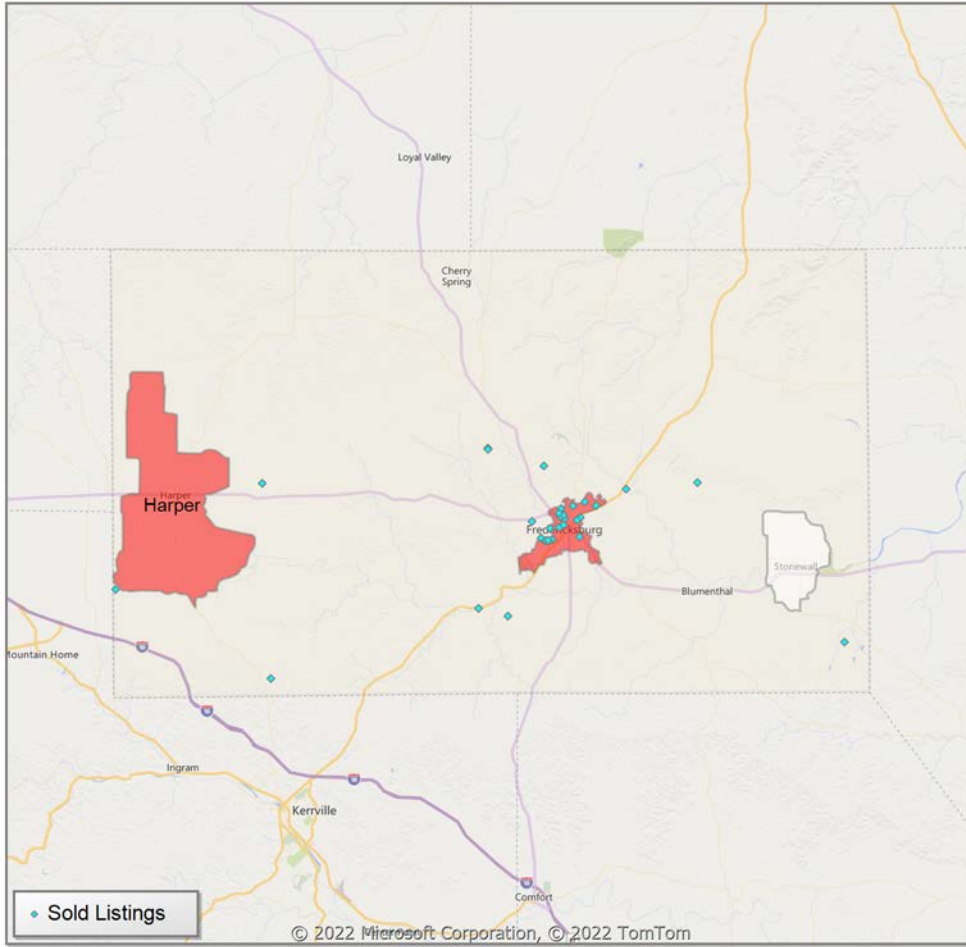 Loyal Valley
Cherry
Spring
Harper
Harper
Fredericksburg
Stonewall
Blumenthal
Mountain Home
Ingram
Kerrville
Comfort
Sold Listings
© 2022 Microsoft Corporation, © 2022 TomTom